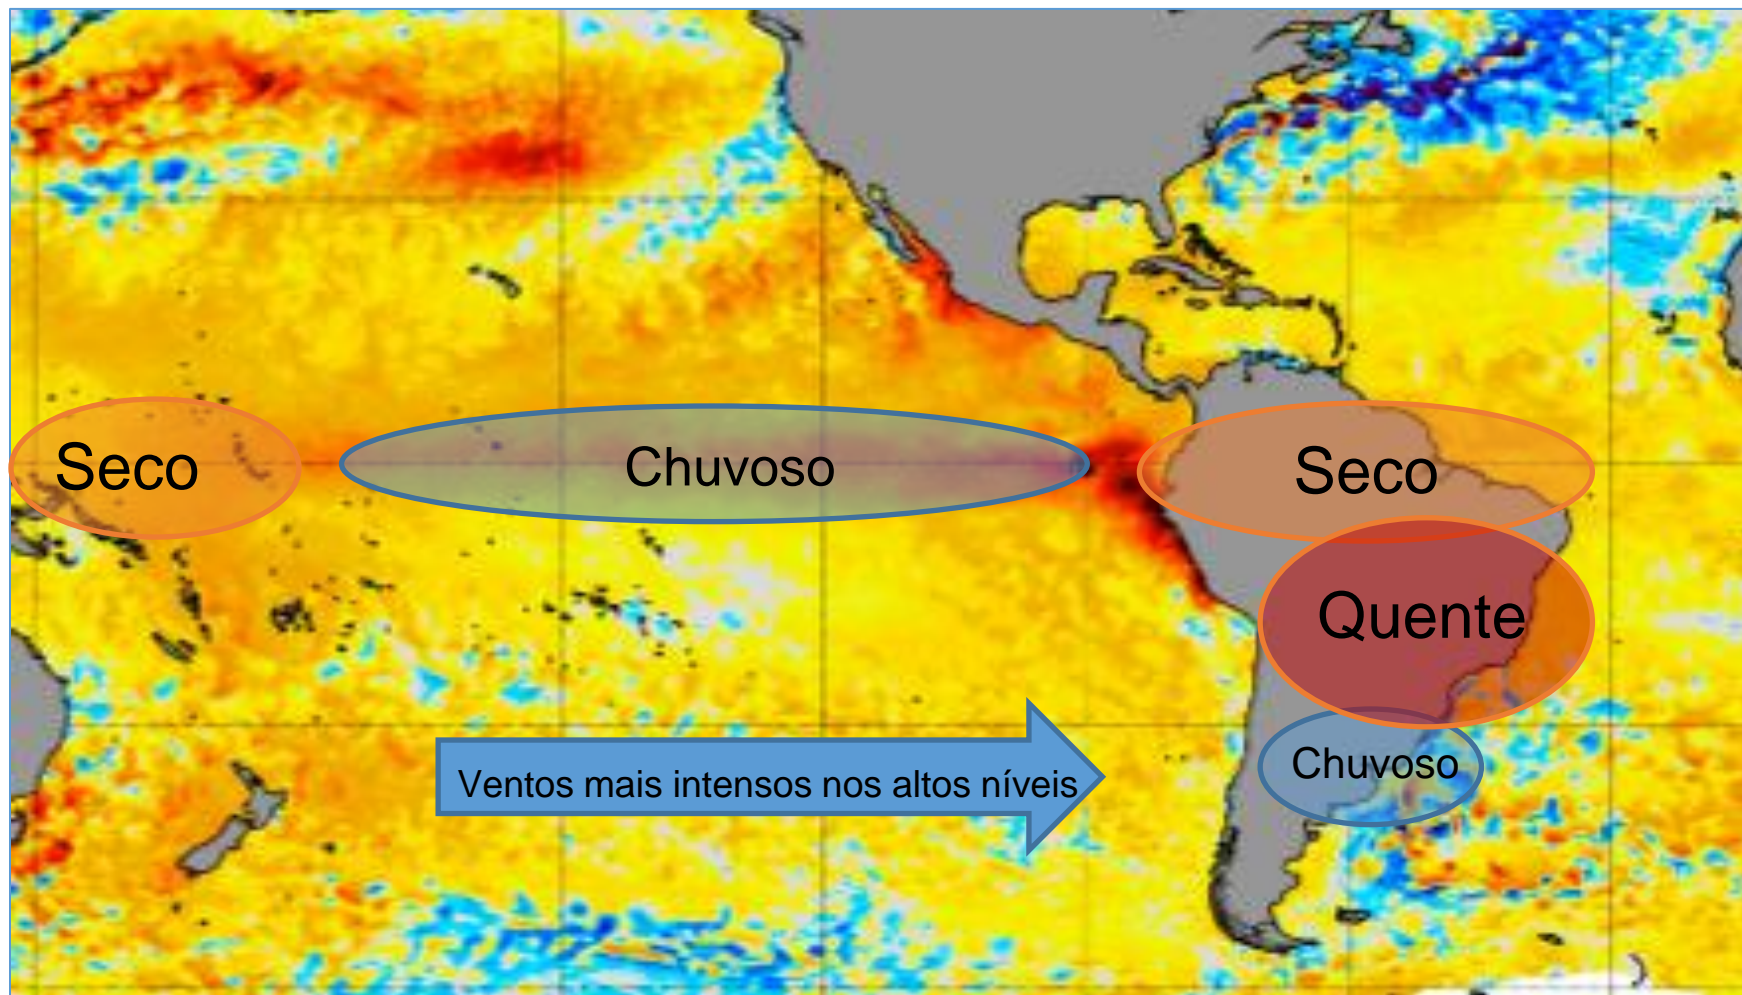 Seco
Chuvoso
Seco
Quente
Chuvoso
Ventos mais intensos nos altos níveis